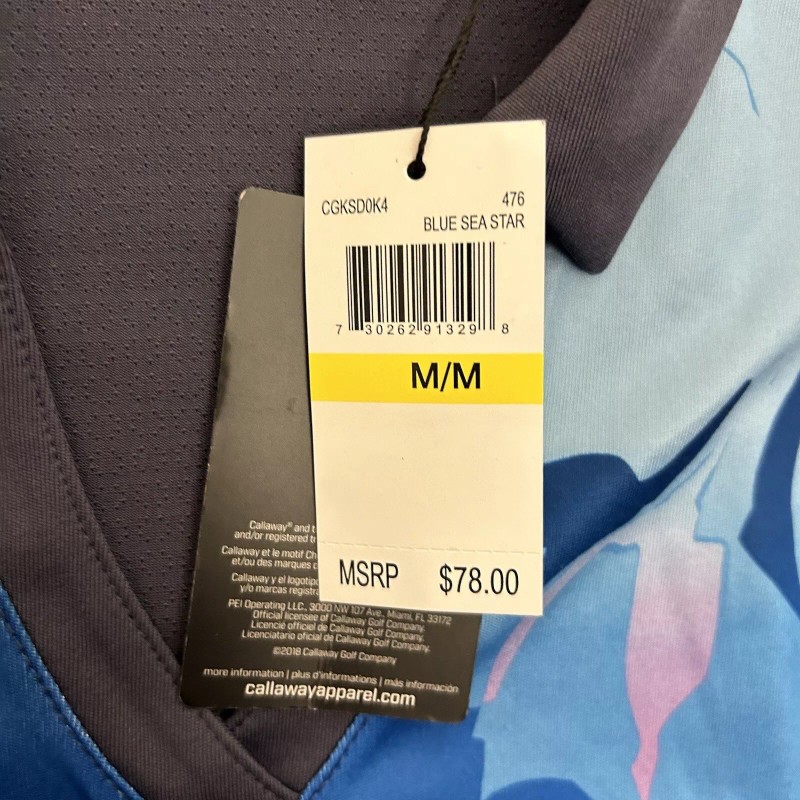 CGKSD0K4 476
BLUE SEA STAR
7 30262 91329 8
M/M
MSRP $78.00
Callaway® and t
and/or registered tr
Callaway et le motif Ch
et/ou des marques d
Callaway y el logotipo
y/o marcas registra
PEI Operating LLC., 3000 NW 107 Ave., Miami, FL 33172
Official licensee of Callaway Golf Company.
Licencié officiel de Callaway Golf Company.
Licenciatario oficial de Callaway Golf Company.
©2018 Callaway Golf Company
more information | plus d'informations | más información
callawayapparel.com